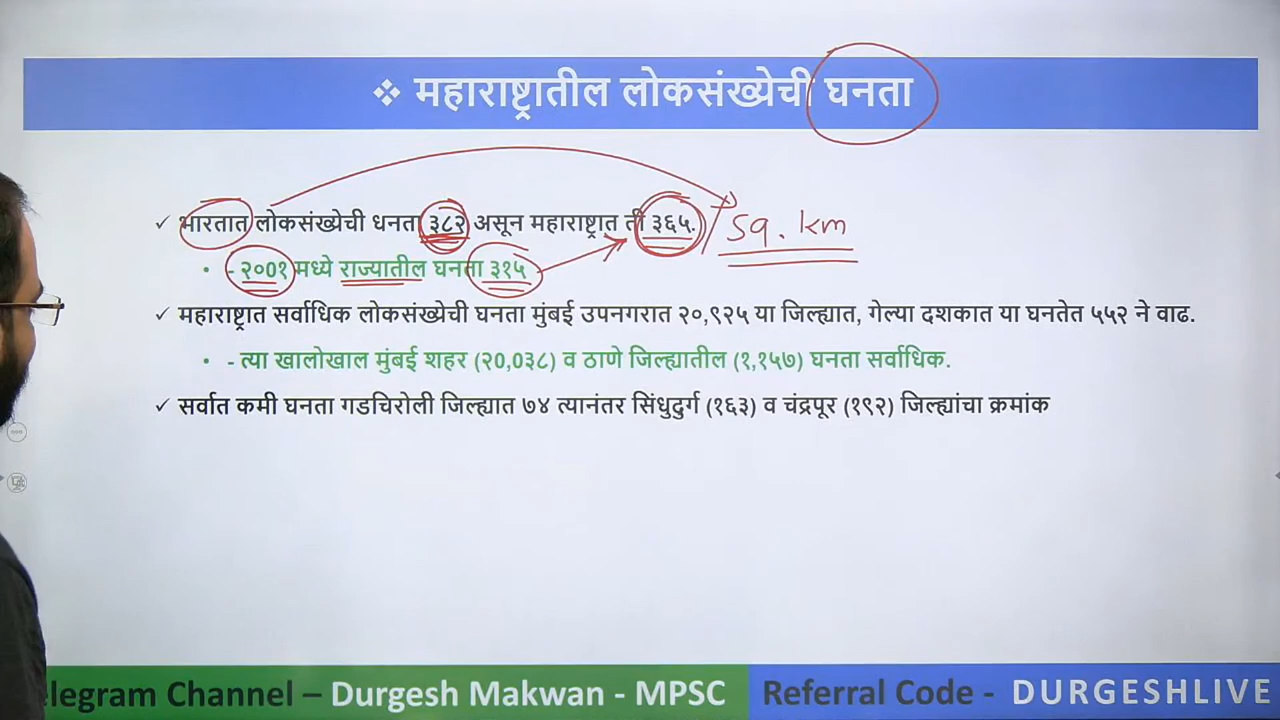 ❖ महाराष्ट्रातील लोकसंख्येची घनता
✓ भारतात लोकसंख्येची धनता ३८२ असून महाराष्ट्रात ती ३६५. / sq. km
• - २००१ मध्ये राज्यातील घनता ३१५
✓ महाराष्ट्रात सर्वाधिक लोकसंख्येची घनता मुंबई उपनगरात २०,९२५ या जिल्ह्यात, गेल्या दशकात या घनतेत ५५२ ने वाढ.
• - त्या खालोखाल मुंबई शहर (२०,०३८) व ठाणे जिल्ह्यातील (१,१५७) घनता सर्वाधिक.
✓ सर्वात कमी घनता गडचिरोली जिल्ह्यात ७४ त्यानंतर सिंधुदुर्ग (१६३) व चंद्रपूर (१९२) जिल्ह्यांचा क्रमांक
elegram Channel – Durgesh Makwan - MPSC Referral Code - DURGESHLIVE